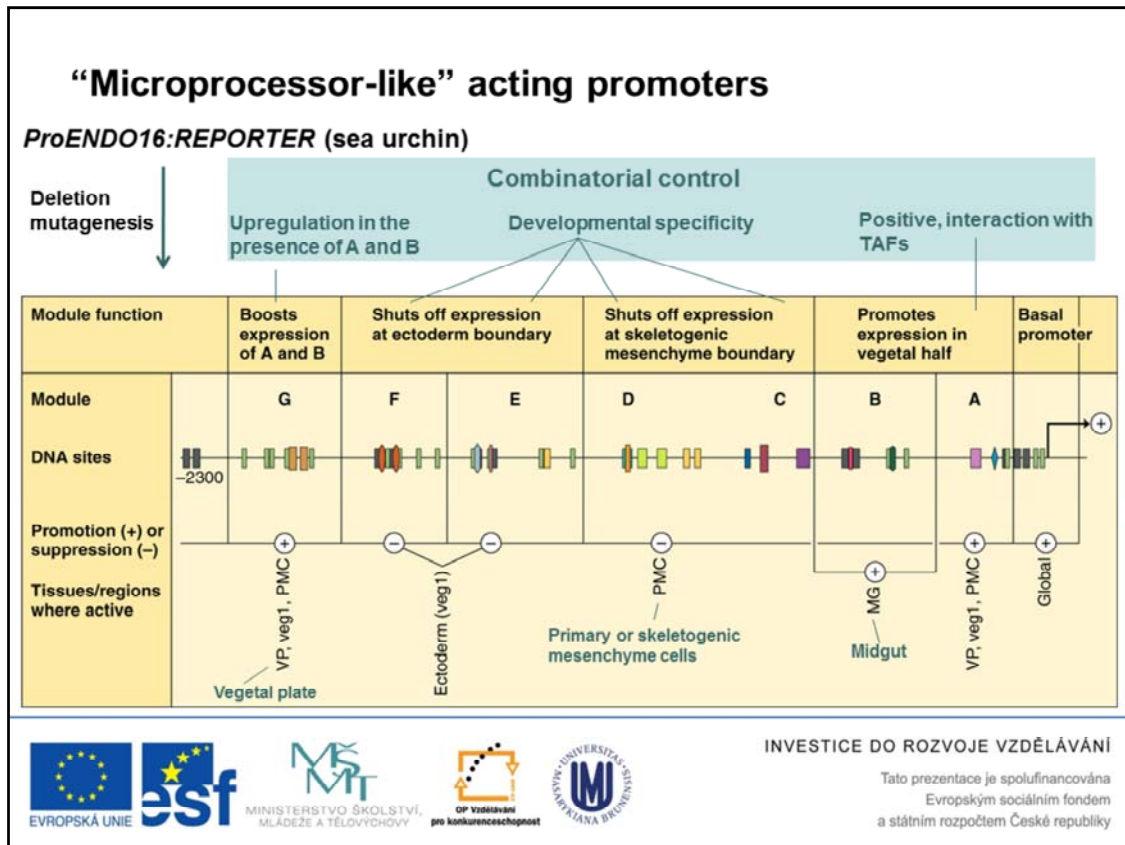 “Microprocessor-like” acting promoters
ProENDO16:REPORTER (sea urchin)
Deletion
mutagenesis
Combinatorial control
Upregulation in the
presence of A and B
Developmental specificity
Positive, interaction with
TAFs
Module function
Boosts
expression
of A and B
Shuts off expression
at ectoderm boundary
Shuts off expression
at skeletogenic
mesenchyme boundary
Promotes
expression in
vegetal half
Basal
promoter
Module
G
F
E
D
C
B
A
DNA sites
–2300
+
Promotion (+) or
suppression (–)
+
–
–
–
+
+
+
Tissues/regions
where active
VP, veg1, PMC
Ectoderm (veg1)
PMC
MG
VP, veg1, PMC
Global
Vegetal plate
Primary or skeletogenic
mesenchyme cells
Midgut
EVROPSKÁ UNIE
esf
MŠMT
MINISTERSTVO ŠKOLSTVÍ,
MLÁDEŽE A TĚLOVÝCHOVY
OP Vzdělávání
pro konkurenceschopnost
UNIVERSITAS
MASARYKIANA BRUNENSIS
INVESTICE DO ROZVOJE VZDĚLÁVÁNÍ
Tato prezentace je spolufinancována
Evropským sociálním fondem
a státním rozpočtem České republiky